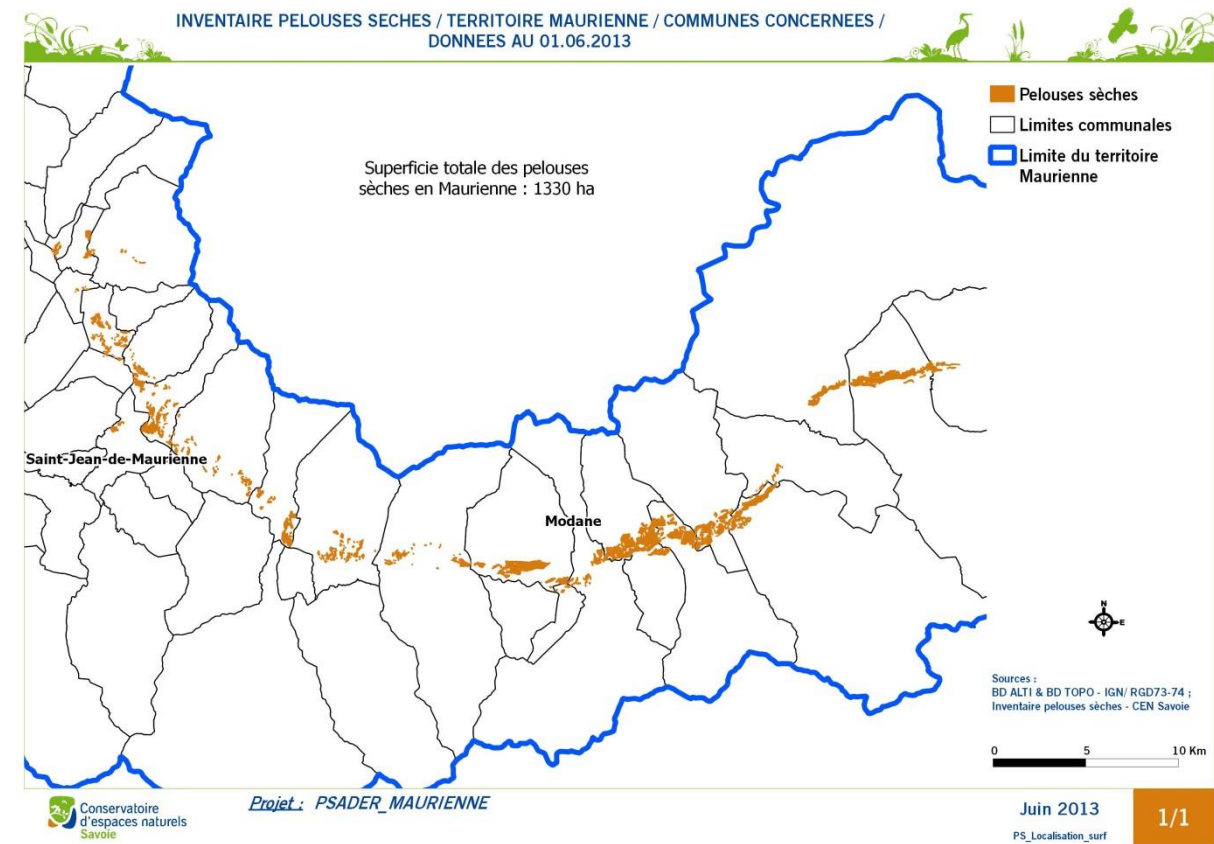 INVENTAIRE PELOUSES SECHES / TERRITOIRE MAURIENNE / COMMUNES CONCERNEES /
DONNEES AU 01.06.2013
Superficie totale des pelouses
sèches en Maurienne : 1330 ha
Pelouses sèches
Limites communales
Limite du territoire
Maurienne
Saint-Jean-de-Maurienne
Modane
N
E
Sources :
BD ALTI & BD TOPO - IGN/ RGD73-74 ;
Inventaire pelouses sèches - CEN Savoie
0 5 10 Km
Conservatoire
d'espaces naturels
Savoie
Projet : PSADER_MAURIENNE
Juin 2013
PS_Localisation_surf
1/1